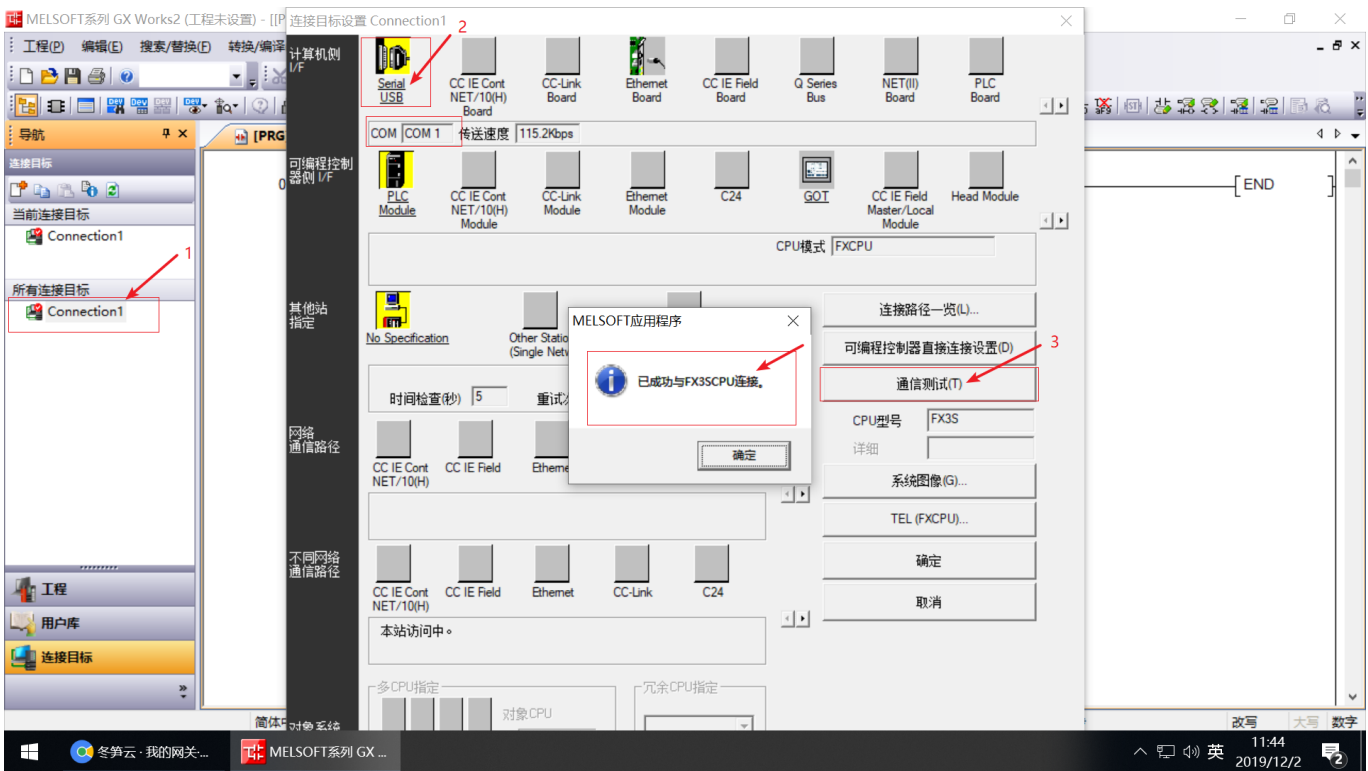 MELSOFT系列 GX Works2 (工程未设置) - [[P
连接目标设置 Connection1
2
工程(P) 编辑(E) 搜索/替换(F) 转换/编译
导航
[PRG
连接目标
当前连接目标
Connection1
1
所有连接目标
Connection1
工程
用户库
连接目标
0
END
计算机侧
I/F
Serial
USB
CC IE Cont
NET/10(H)
Board
CC-Link
Board
Ethernet
Board
CC IE Field
Board
Q Series
Bus
NET(II)
Board
PLC
Board
COM COM 1 传送速度 115.2Kbps
可编程控制
器侧 I/F
PLC
Module
CC IE Cont
NET/10(H)
Module
CC-Link
Module
Ethernet
Module
C24
GOT
CC IE Field
Master/Local
Module
Head Module
CPU模式 FXCPU
其他站
指定
No Specification
Other Statio
(Single Netw
时间检查(秒) 5 重试
MELSOFT应用程序
已成功与FX3SCPU连接。
确定
连接路径一览(L)...
可编程控制器直接连接设置(D)
3
通信测试(T)
CPU型号 FX3S
详细
系统图像(G)...
TEL (FXCPU)...
确定
取消
网络
通信路径
CC IE Cont
NET/10(H)
CC IE Field
Etherne
不同网络
通信路径
CC IE Cont
NET/10(H)
CC IE Field
Ethernet
CC-Link
C24
本站访问中。
多CPU指定
冗余CPU指定
对象CPU
对象系统
简体中
改写 大写 数字
冬笋云 · 我的网关·...
MELSOFT系列 GX ...
英
11:44
2019/12/2
2